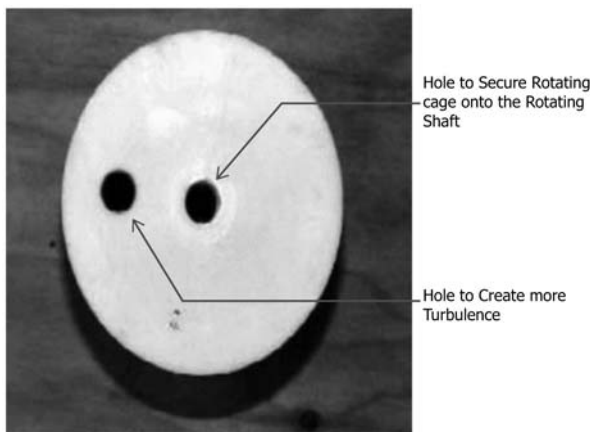 Hole to Secure Rotating
cage onto the Rotating
Shaft
Hole to Create more
Turbulence